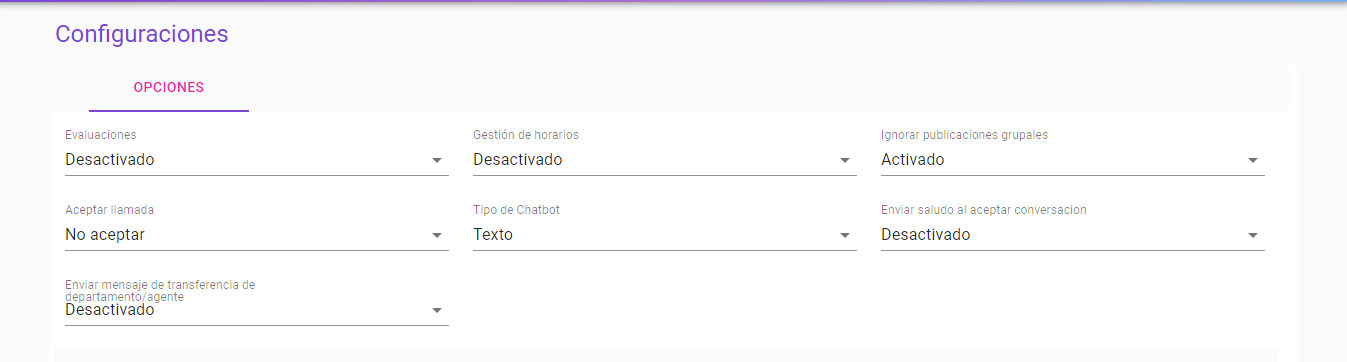 Configuraciones
OPCIONES
Evaluaciones
Desactivado
Gestión de horarios
Desactivado
Ignorar publicaciones grupales
Activado
Aceptar llamada
No aceptar
Tipo de Chatbot
Texto
Enviar saludo al aceptar conversacion
Desactivado
Enviar mensaje de transferencia de
departamento/agente
Desactivado